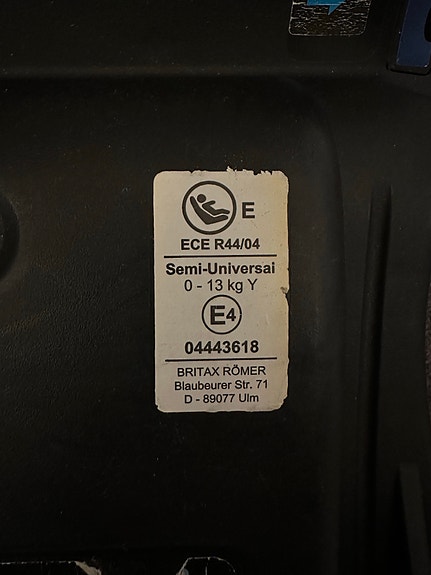 E
ECE R44/04
Semi-Universal
0 - 13 kg Y
E4
04443618
BRITAX RÖMER
Blaubeurer Str. 71
D - 89077 Ulm